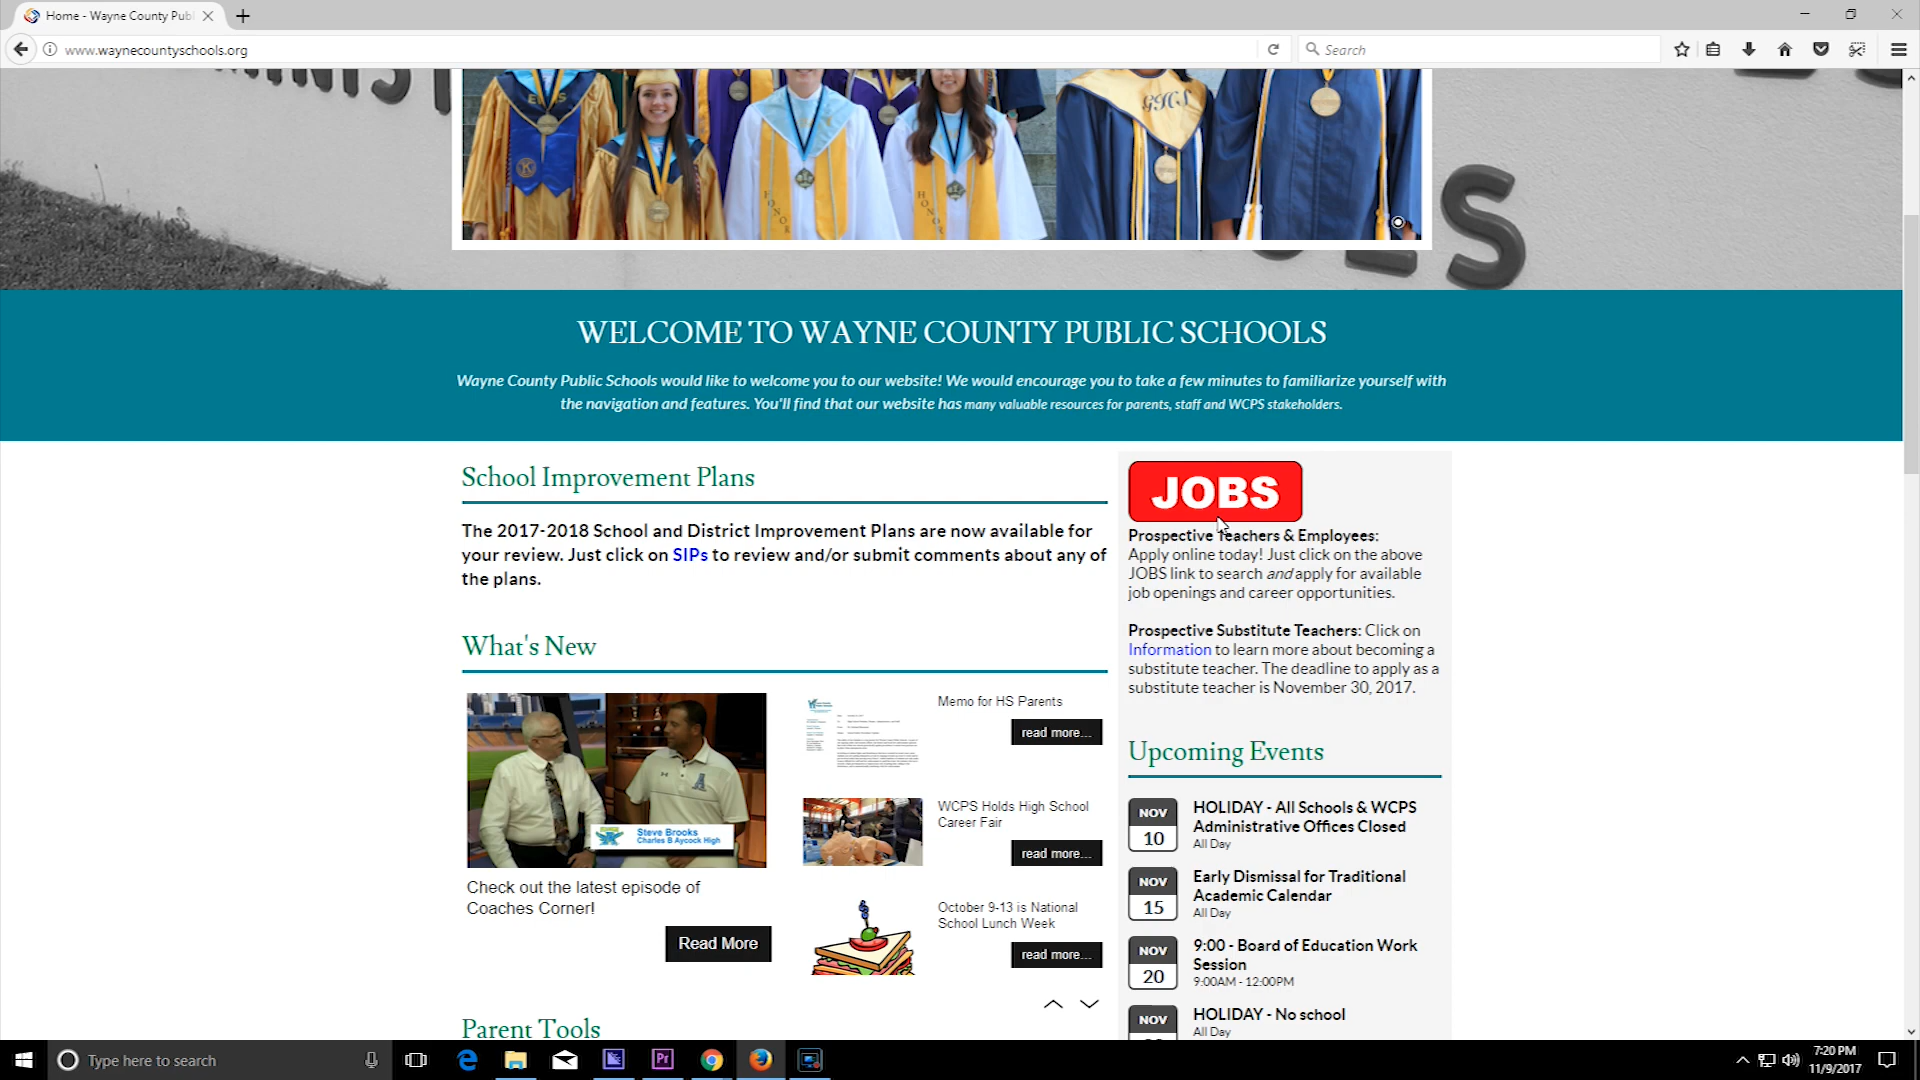 Home - Wayne County Publ
www.waynecountyschools.org
Search
GHS
HONOR
HONOR
WELCOME TO WAYNE COUNTY PUBLIC SCHOOLS
Wayne County Public Schools would like to welcome you to our website! We would encourage you to take a few minutes to familiarize yourself with
the navigation and features. You'll find that our website has many valuable resources for parents, staff and WCPS stakeholders.
School Improvement Plans
The 2017-2018 School and District Improvement Plans are now available for
your review. Just click on SIPs to review and/or submit comments about any of
the plans.
What's New
Steve Brooks
Charles B Aycock High
Check out the latest episode of
Coaches Corner!
Read More
Memo for HS Parents
read more...
WCPS Holds High School
Career Fair
read more...
October 9-13 is National
School Lunch Week
read more...
Parent Tools
JOBS
Prospective Teachers & Employees:
Apply online today! Just click on the above
JOBS link to search and apply for available
job openings and career opportunities.
Prospective Substitute Teachers: Click on
Information to learn more about becoming a
substitute teacher. The deadline to apply as a
substitute teacher is November 30, 2017.
Upcoming Events
NOV
10
HOLIDAY - All Schools & WCPS
Administrative Offices Closed
All Day
NOV
15
Early Dismissal for Traditional
Academic Calendar
All Day
NOV
20
9:00 - Board of Education Work
Session
9:00AM - 12:00PM
NOV
HOLIDAY - No school
All Day
Type here to search
Pr
7:20 PM
11/9/2017